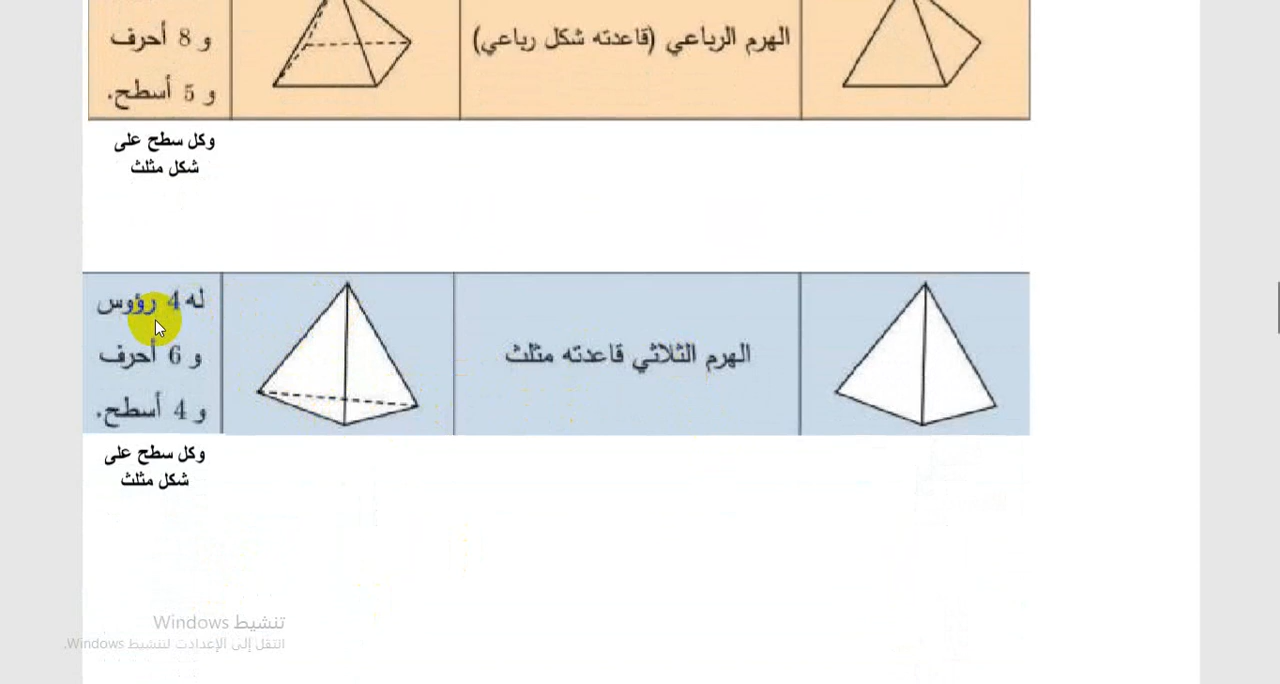 الهرم الرباعي (قاعدته شكل رباعي)
و 8 أحرف
و 5 أسطح.
وكل سطح على
شكل مثلث
الهرم الثلاثي قاعدته مثلث
له 4 رؤوس
و 6 أحرف
و 4 أسطح.
وكل سطح على
شكل مثلث
تنشيط Windows
انتقل إلى الإعدادات لتنشيط Windows.